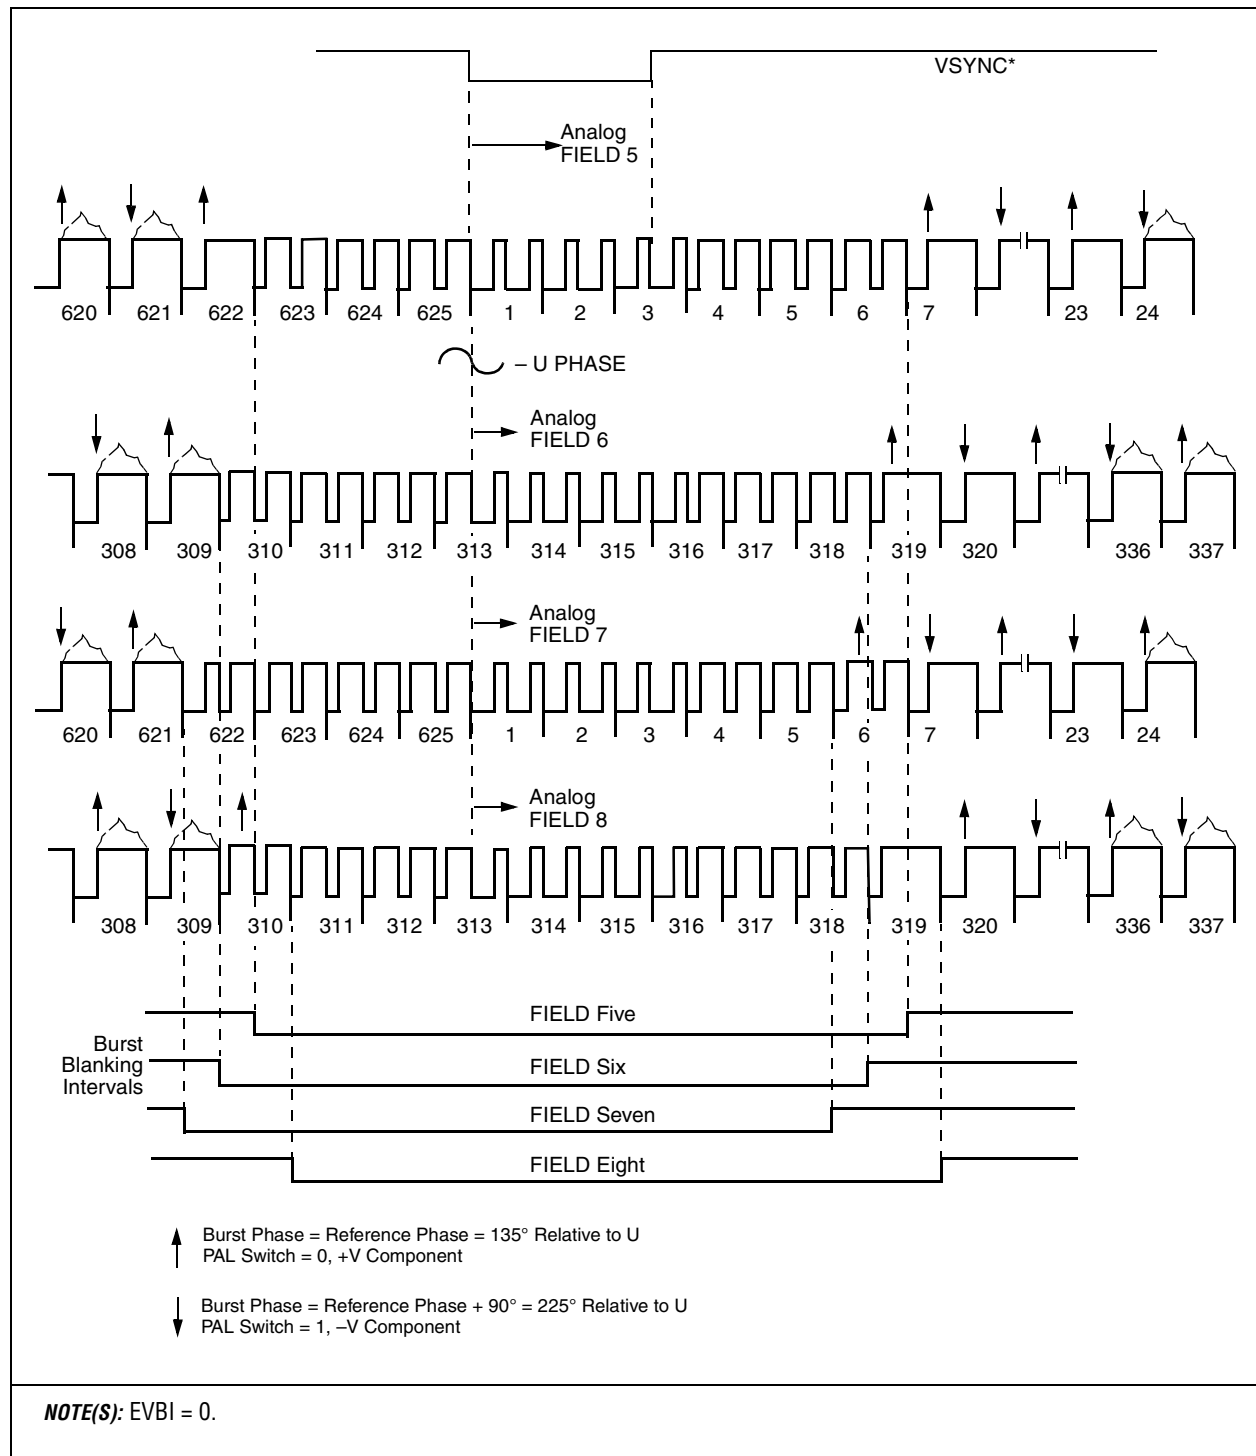 VSYNC*
Analog
FIELD 5
620 621 622 623 624 625 1 2 3 4 5 6 7 23 24
– U PHASE
Analog
FIELD 6
308 309 310 311 312 313 314 315 316 317 318 319 320 336 337
Analog
FIELD 7
620 621 622 623 624 625 1 2 3 4 5 6 7 23 24
Analog
FIELD 8
308 309 310 311 312 313 314 315 316 317 318 319 320 336 337
Burst
Blanking
Intervals
FIELD Five
FIELD Six
FIELD Seven
FIELD Eight
Burst Phase = Reference Phase = 135° Relative to U
PAL Switch = 0, +V Component
Burst Phase = Reference Phase + 90° = 225° Relative to U
PAL Switch = 1, –V Component
NOTE(S): EVBI = 0.